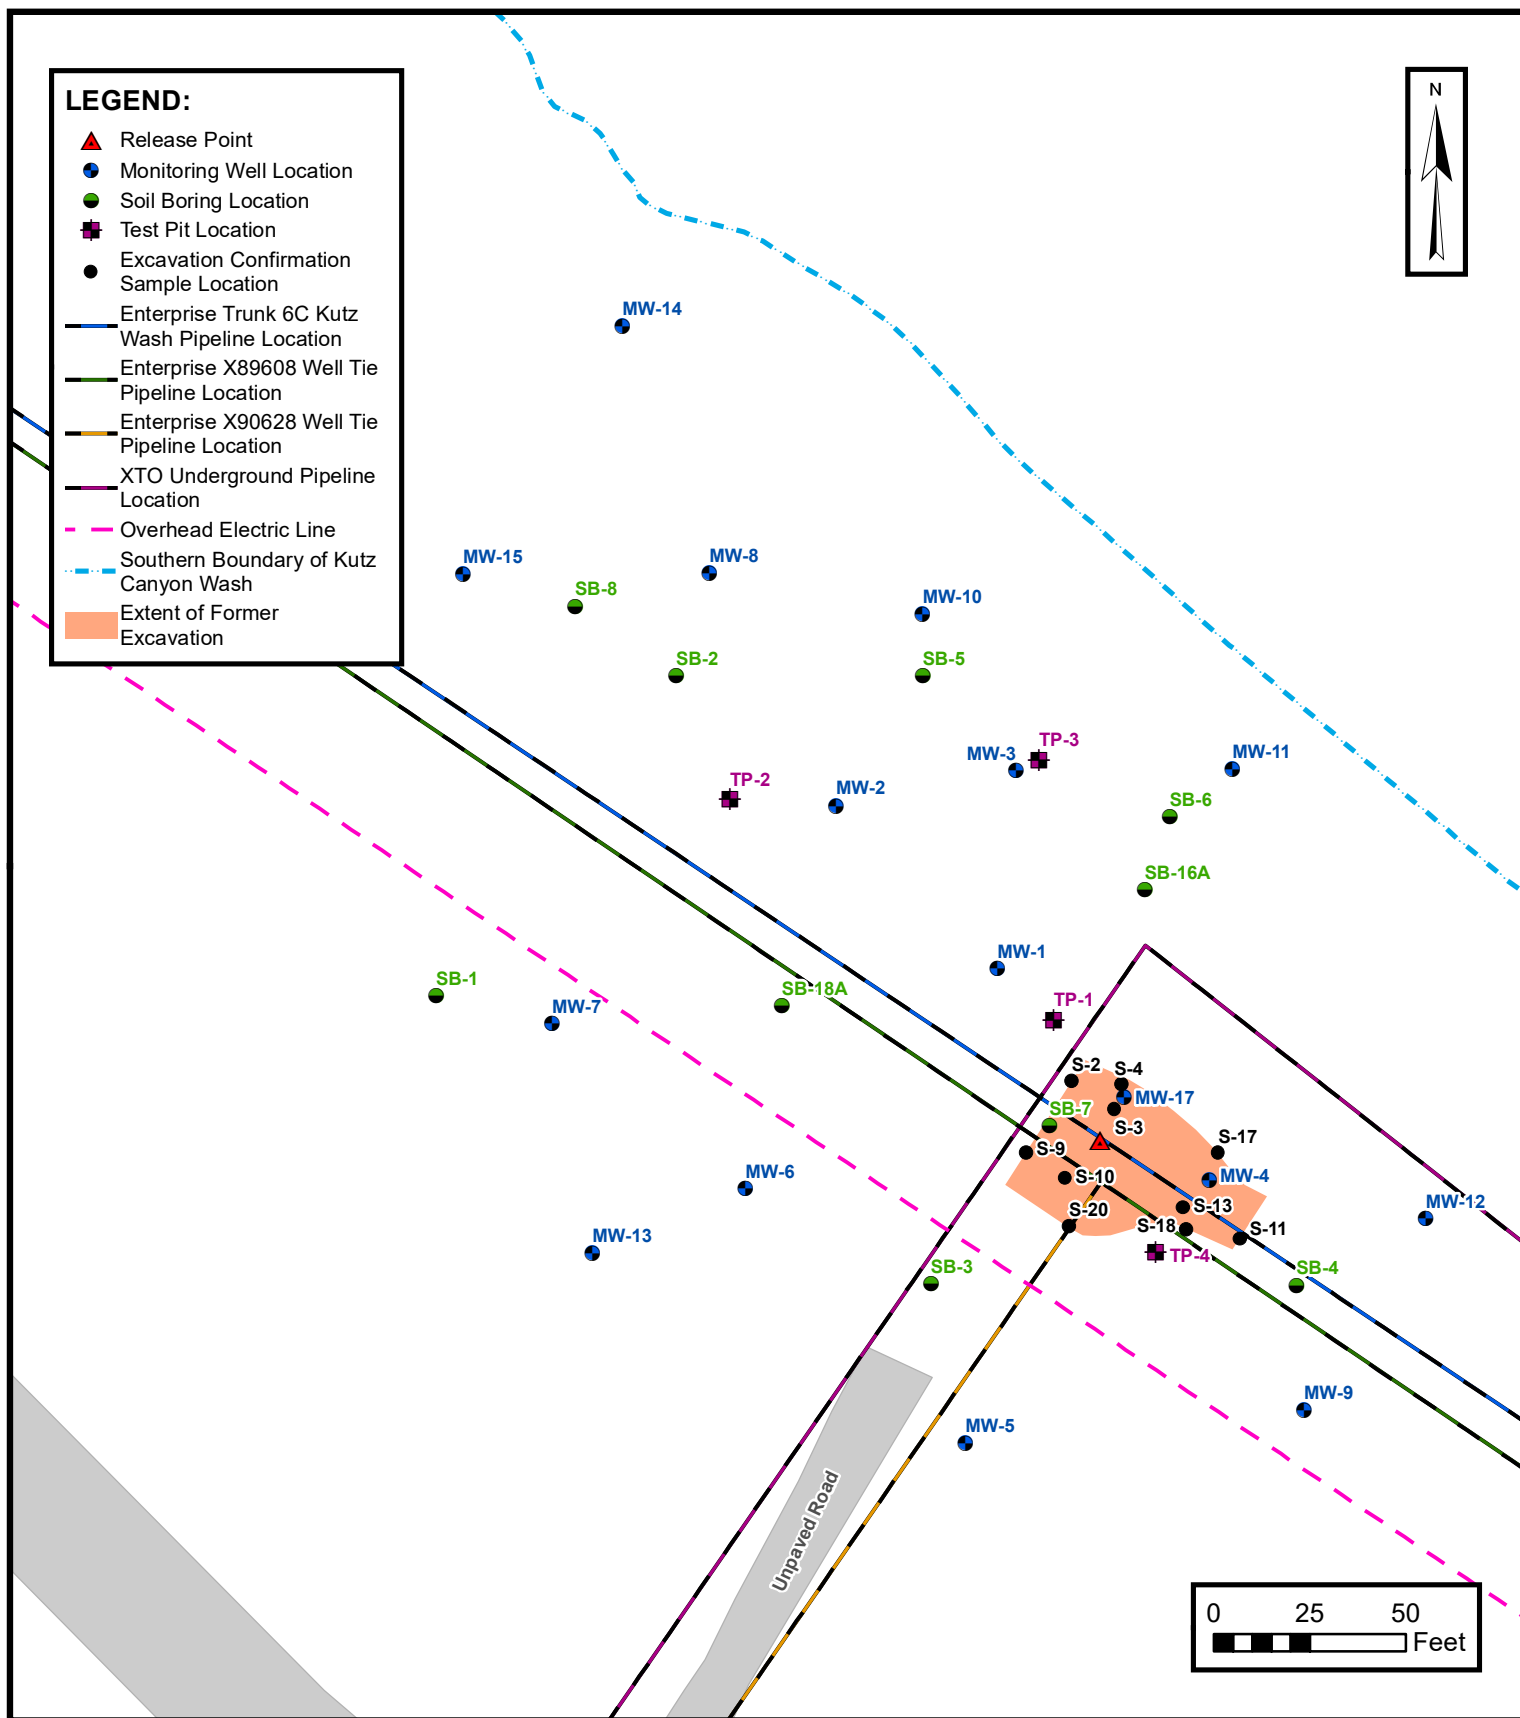 N
LEGEND:
Release Point
Monitoring Well Location
Soil Boring Location
Test Pit Location
Excavation Confirmation
Sample Location
Enterprise Trunk 6C Kutz
Wash Pipeline Location
Enterprise X89608 Well Tie
Pipeline Location
Enterprise X90628 Well Tie
Pipeline Location
XTO Underground Pipeline
Location
Overhead Electric Line
Southern Boundary of Kutz
Canyon Wash
Extent of Former
Excavation
MW-14
MW-15
MW-8
SB-8
MW-10
SB-2
SB-5
TP-3
MW-3
MW-11
TP-2
MW-2
SB-6
SB-16A
MW-1
SB-1
SB-18A
MW-7
TP-1
S-2
S-4
MW-17
SB-7
S-3
S-17
S-9
S-10
MW-4
MW-6
S-20
S-13
S-18
S-11
MW-12
MW-13
TP-4
SB-3
SB-4
MW-9
MW-5
Unpaved Road
0 25 50
Feet